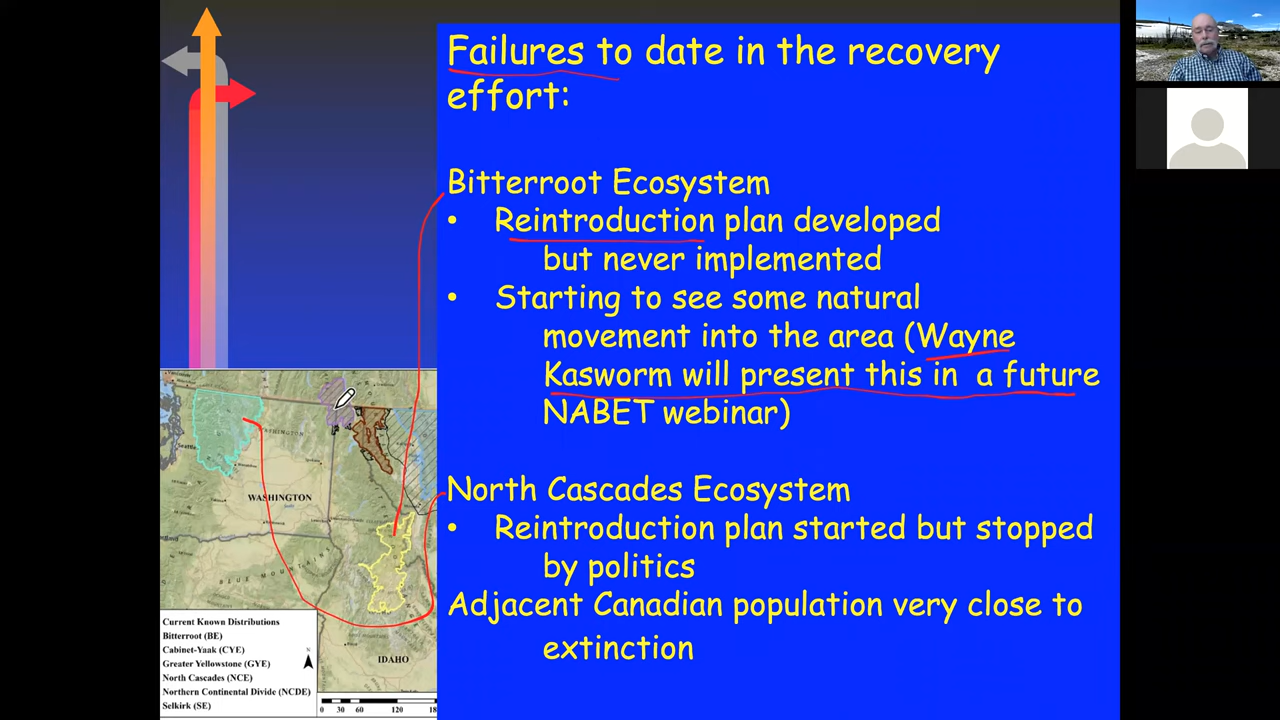 Failures to date in the recovery
effort:
Bitterroot Ecosystem
• Reintroduction plan developed
but never implemented
• Starting to see some natural
movement into the area (Wayne
Kasworm will present this in a future
NABET webinar)
North Cascades Ecosystem
• Reintroduction plan started but stopped
by politics
Adjacent Canadian population very close to
extinction
Seattle
WASHINGTON
WASHINGTON
BLUE MOUNTAINS
IDAHO
Current Known Distributions
Bitterroot (BE)
Cabinet-Yaak (CYE)
Greater Yellowstone (GYE)
North Cascades (NCE)
Northern Continental Divide (NCDE)
Selkirk (SE)
N
0 30 60 120 18